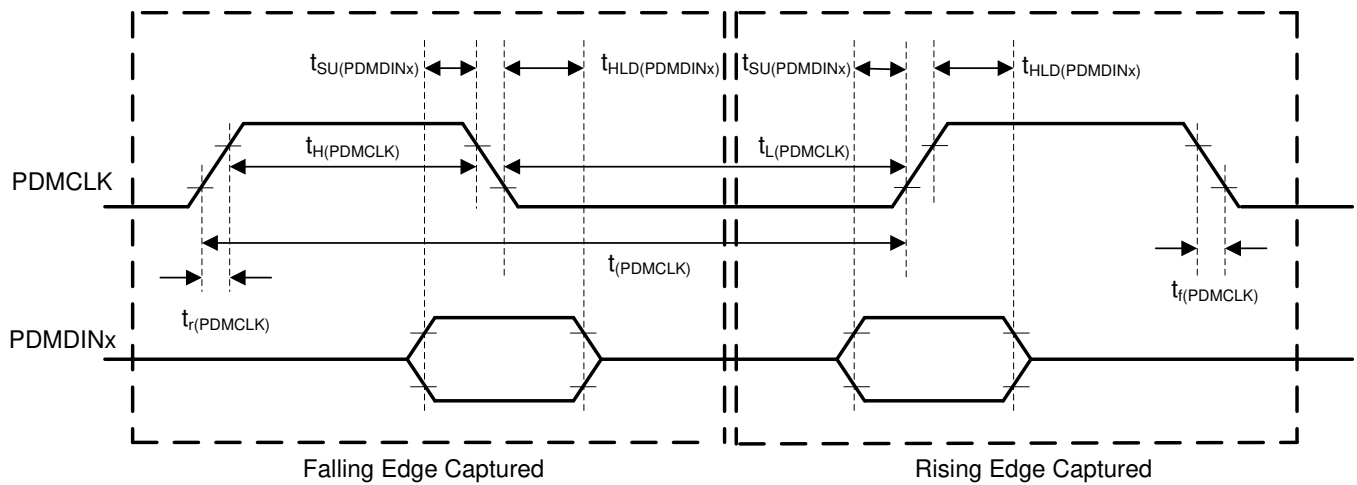 tSU(PDMDINx) tHLD(PDMDINx) tSU(PDMDINx) tHLD(PDMDINx)
tH(PDMCLK) tL(PDMCLK)
PDMCLK
t(PDMCLK)
tr(PDMCLK) tf(PDMCLK)
PDMDINx
Falling Edge Captured Rising Edge Captured